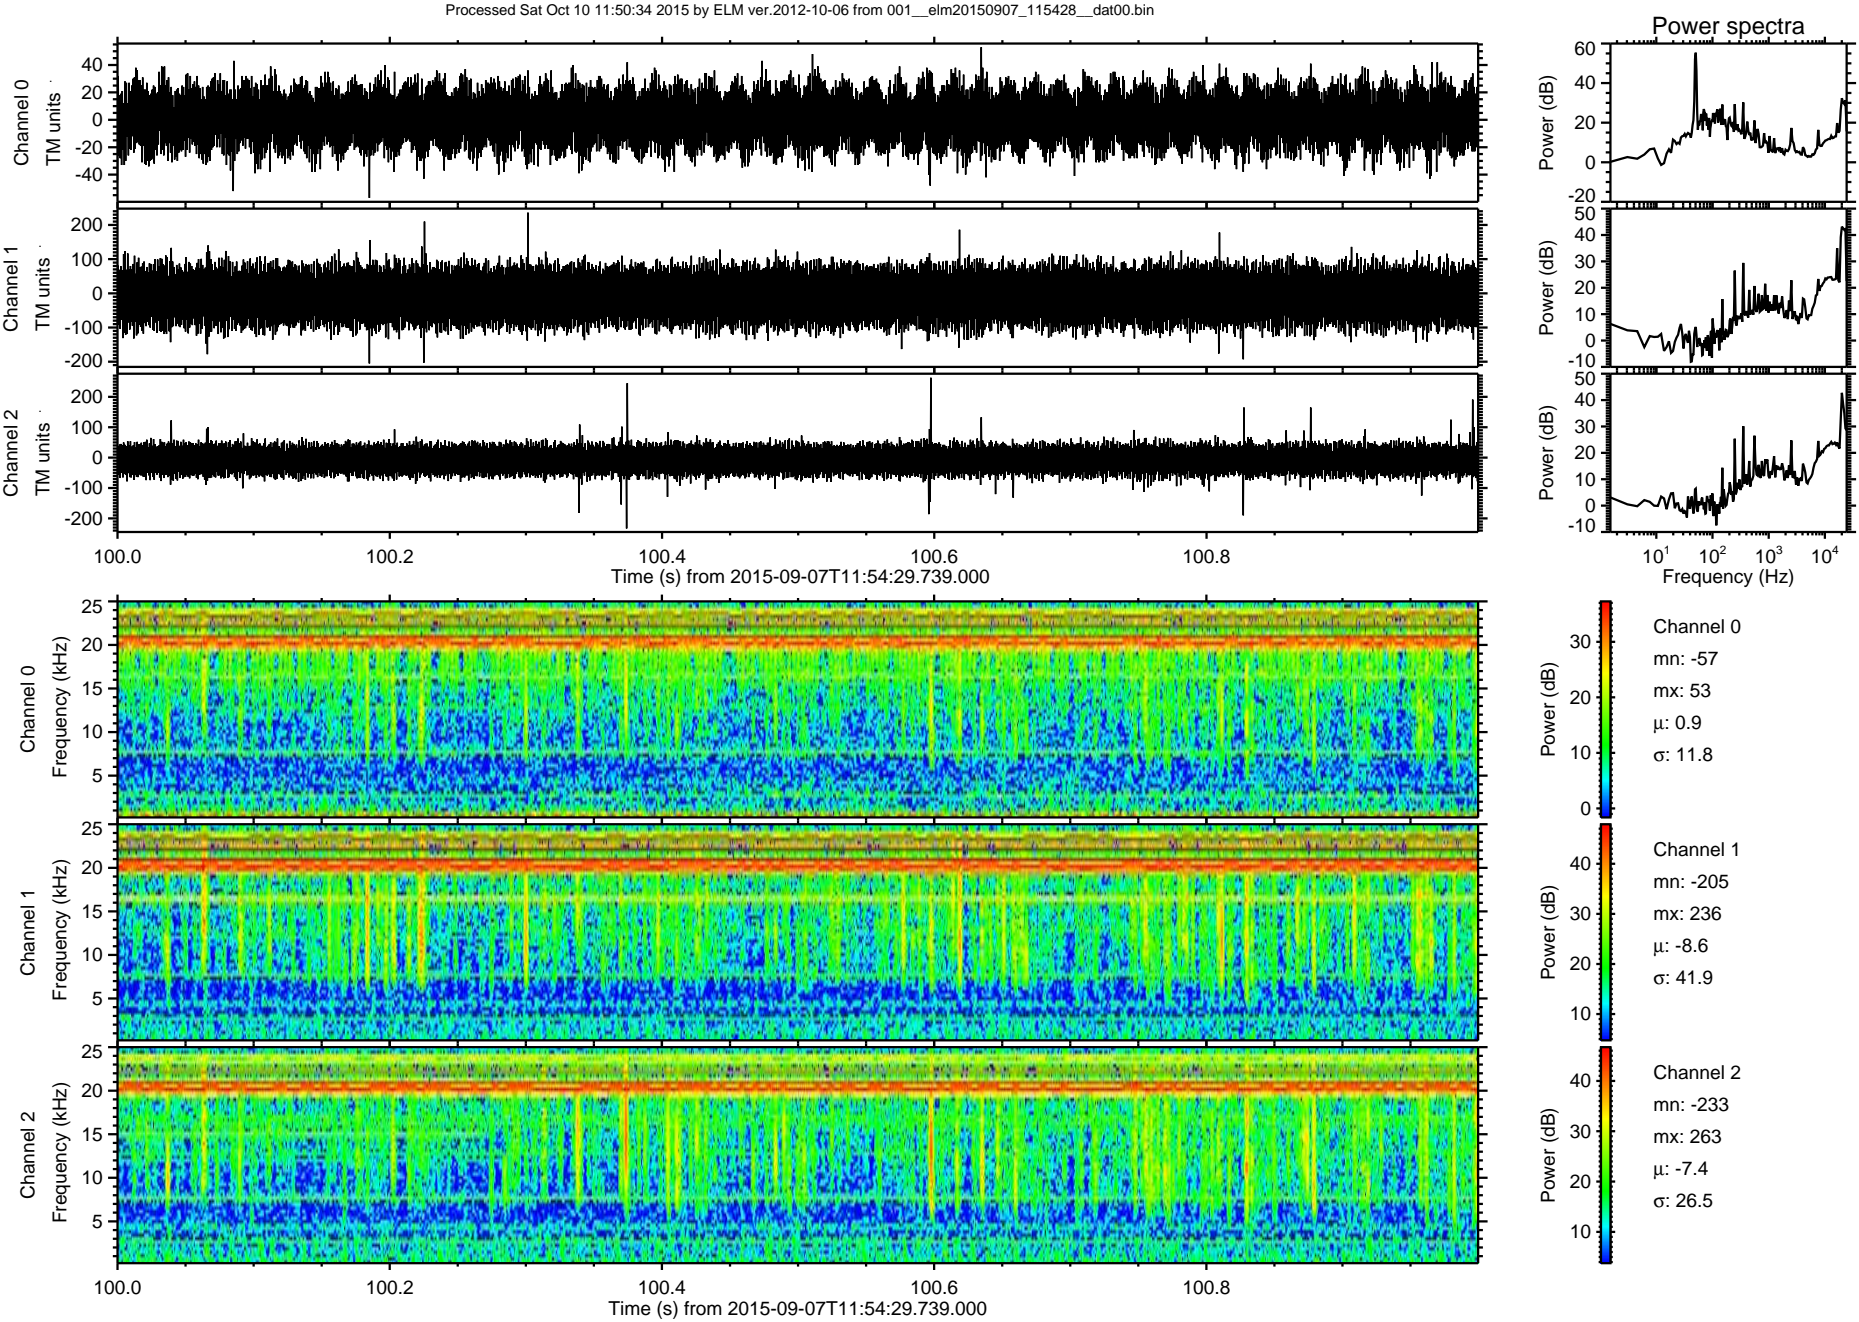 Processed Sat Oct 10 11:50:34 2015 by ELM ver.2012-10-06 from 001__elm20150907_115428__dat00.bin
Power spectra
Channel 0
TM units
40
20
0
-20
-40
Power (dB)
60
40
20
0
-20
Channel 1
TM units
200
100
0
-100
-200
Power (dB)
50
40
30
20
10
0
-10
Channel 2
TM units
200
100
0
-100
-200
Power (dB)
50
40
30
20
10
0
-10
100.0 100.2 100.4 100.6 100.8
Time (s) from 2015-09-07T11:54:29.739.000
10^1 10^2 10^3 10^4
Frequency (Hz)
Channel 0
Frequency (kHz)
25
20
15
10
5
Power (dB)
30
20
10
0
Channel 0
mn: -57
mx: 53
μ: 0.9
σ: 11.8
Channel 1
Frequency (kHz)
25
20
15
10
5
Power (dB)
40
30
20
10
Channel 1
mn: -205
mx: 236
μ: -8.6
σ: 41.9
Channel 2
Frequency (kHz)
25
20
15
10
5
Power (dB)
40
30
20
10
Channel 2
mn: -233
mx: 263
μ: -7.4
σ: 26.5
100.0 100.2 100.4 100.6 100.8
Time (s) from 2015-09-07T11:54:29.739.000